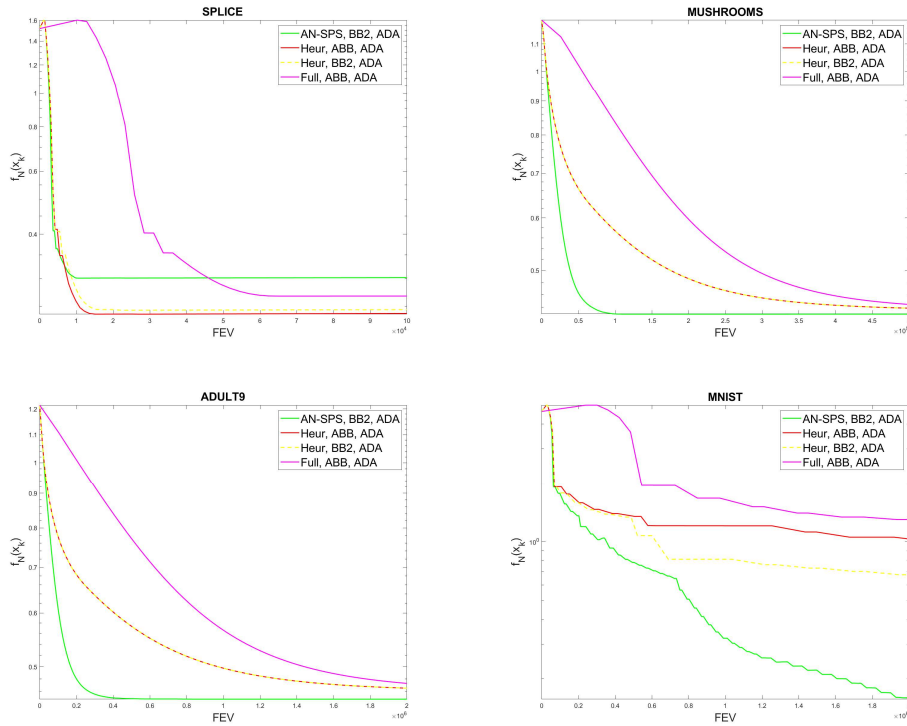 SPLICE
AN-SPS, BB2, ADA
Heur, ABB, ADA
Heur, BB2, ADA
Full, ABB, ADA
1.6
1.4
1.2
1
0.8
0.6
0.4
f_N(x_k)
0 1 2 3 4 5 6 7 8 9 10
FEV
×10^4
MUSHROOMS
AN-SPS, BB2, ADA
Heur, ABB, ADA
Heur, BB2, ADA
Full, ABB, ADA
1.1
1
0.9
0.8
0.7
0.6
0.5
f_N(x_k)
0 0.5 1 1.5 2 2.5 3 3.5 4 4.5
FEV
ADULT9
AN-SPS, BB2, ADA
Heur, ABB, ADA
Heur, BB2, ADA
Full, ABB, ADA
1.2
1.1
1
0.9
0.8
0.7
0.6
0.5
f_N(x_k)
0 0.2 0.4 0.6 0.8 1 1.2 1.4 1.6 1.8 2
FEV
×10^6
MNIST
AN-SPS, BB2, ADA
Heur, ABB, ADA
Heur, BB2, ADA
Full, ABB, ADA
10^0
f_N(x_k)
0 0.2 0.4 0.6 0.8 1 1.2 1.4 1.6 1.8
FEV